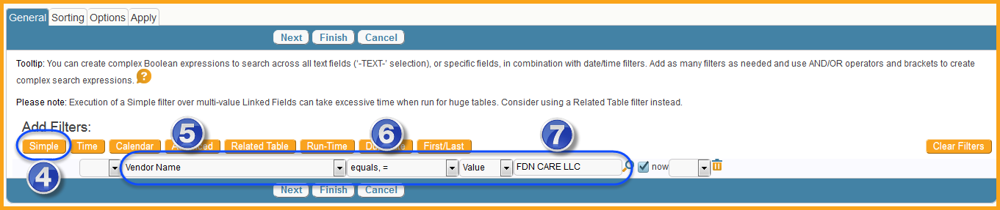 General Sorting Options Apply
Next Finish Cancel
Tooltip: You can create complex Boolean expressions to search across all text fields (‘-TEXT-’ selection), or specific fields, in combination with date/time filters. Add as many filters as needed and use AND/OR operators and brackets to create
complex search expressions. ?
Please note: Execution of a Simple filter over multi-value Linked Fields can take excessive time when run for huge tables. Consider using a Related Table filter instead.
Add Filters:
5 6 7
Simple Time Calendar Related Table Run-Time First/Last Clear Filters
4 Vendor Name equals, = Value FDN CARE LLC now
Next Finish Cancel